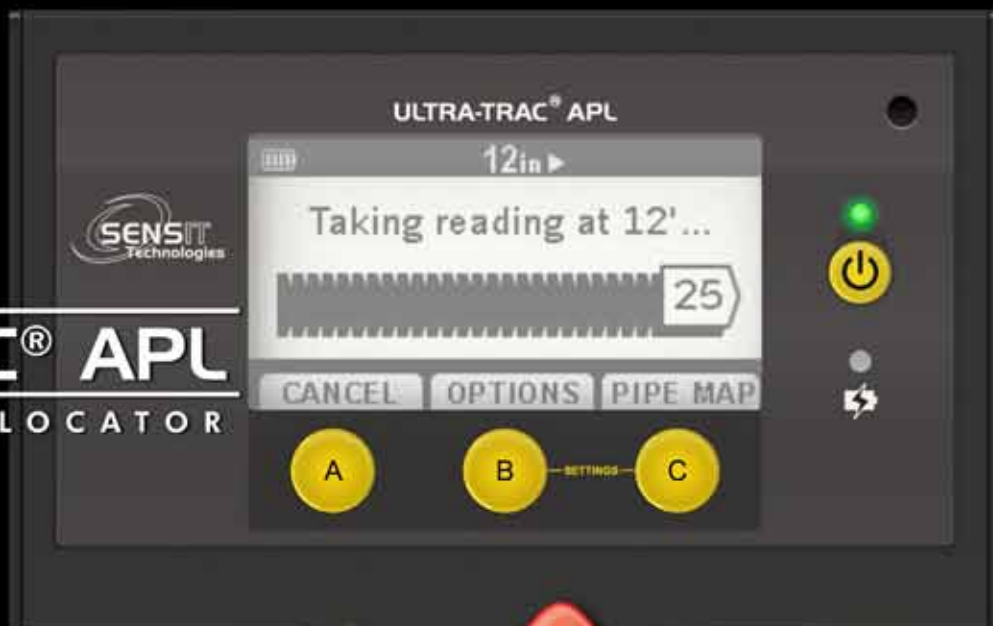 ULTRA-TRAC® APL
12in
SENSIT
Technologies
Taking reading at 12'...
25
® APL
LOCATOR
CANCEL OPTIONS PIPE MAP
A B SETTINGS C